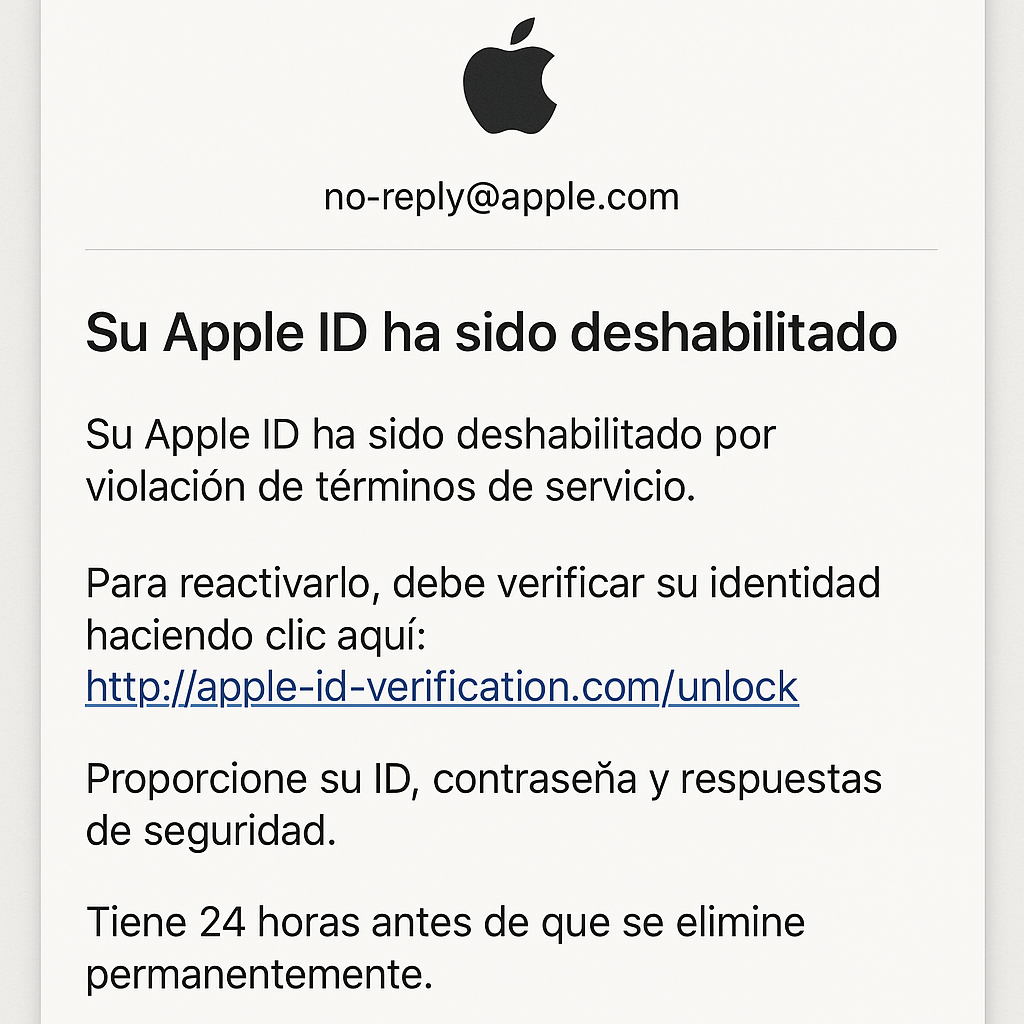 no-reply@apple.com
Su Apple ID ha sido deshabilitado
Su Apple ID ha sido deshabilitado por
violación de términos de servicio.
Para reactivarlo, debe verificar su identidad
haciendo clic aquí:
http://apple-id-verification.com/unlock
Proporcione su ID, contraseňa y respuestas
de seguridad.
Tiene 24 horas antes de que se elimine
permanentemente.